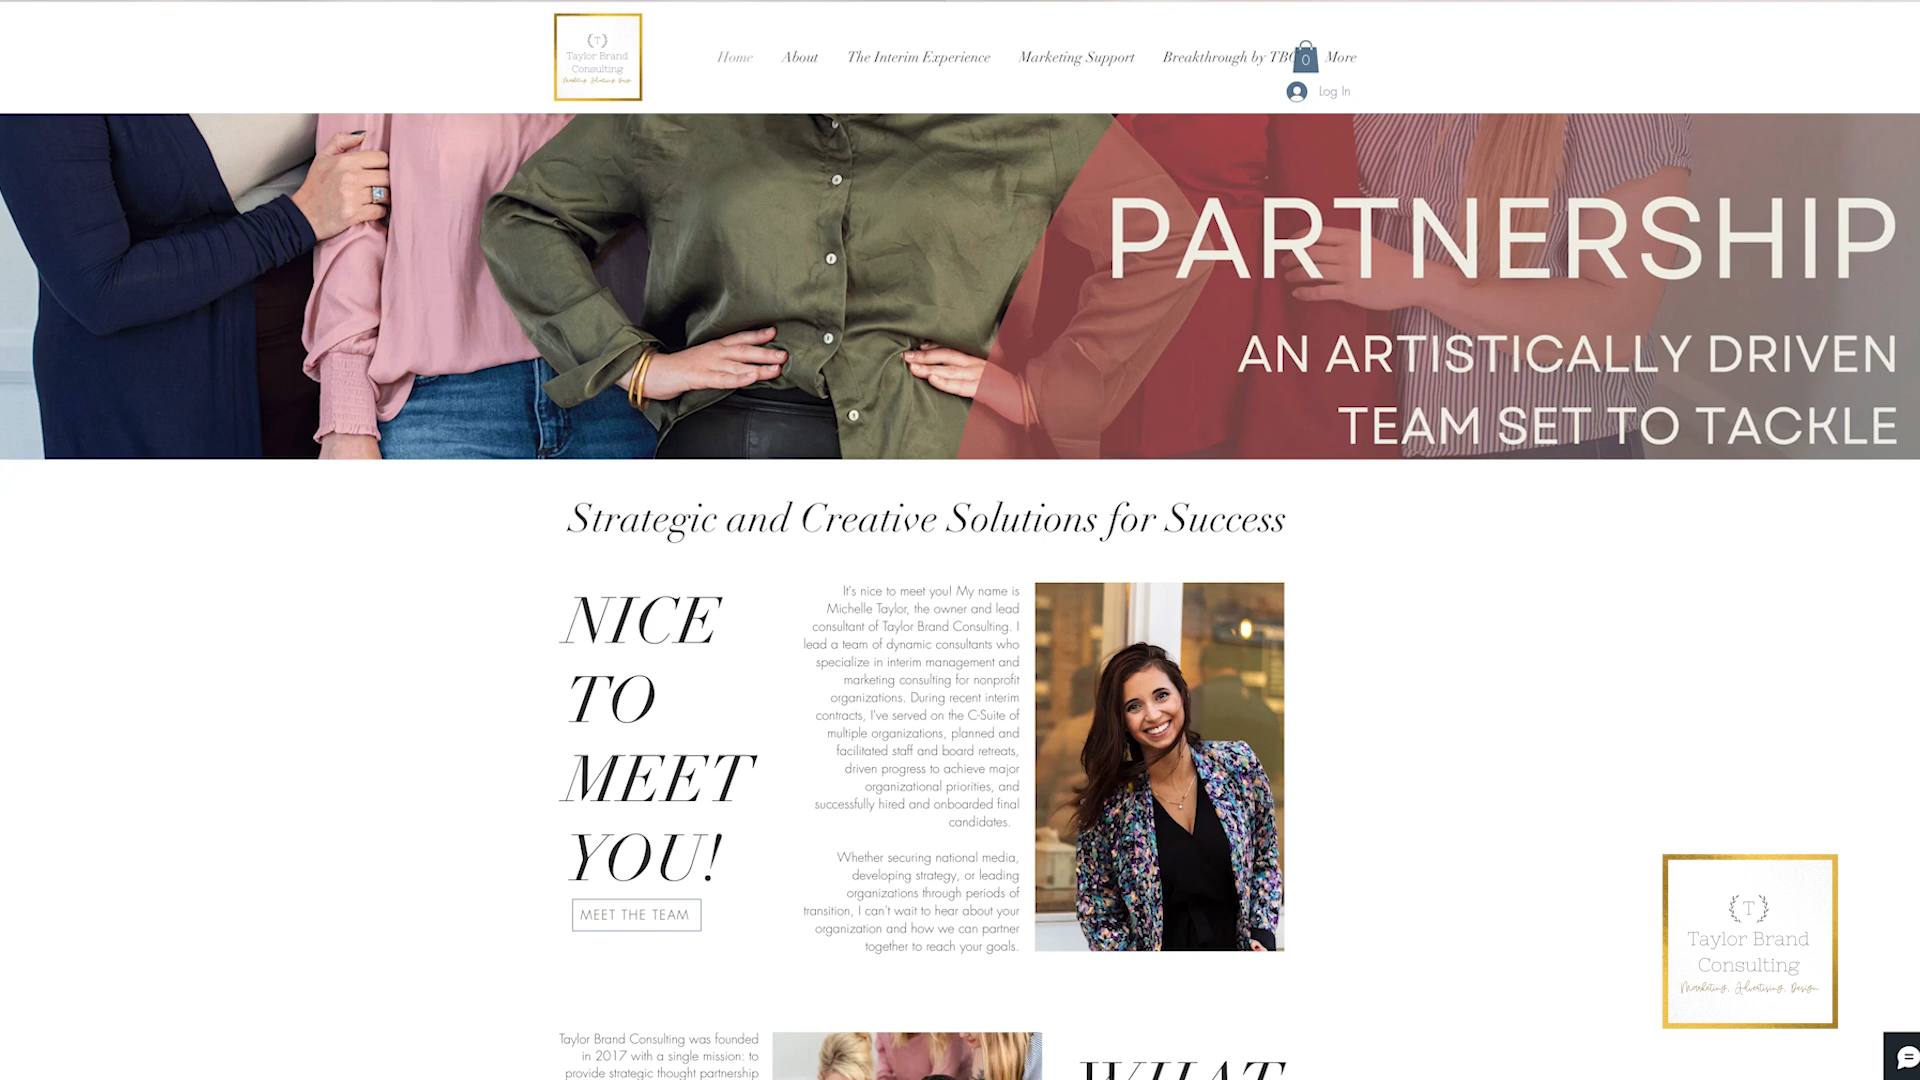 T
Taylor Brand
Consulting
Marketing, Advertising, Design
Home About The Interim Experience Marketing Support Breakthrough by TBC 0 More
Log In
PARTNERSHIP
AN ARTISTICALLY DRIVEN
TEAM SET TO TACKLE
Strategic and Creative Solutions for Success
NICE
TO
MEET
YOU!
MEET THE TEAM
It's nice to meet you! My name is
Michelle Taylor, the owner and lead
consultant of Taylor Brand Consulting. I
lead a team of dynamic consultants who
specialize in interim management and
marketing consulting for nonprofit
organizations. During recent interim
contracts, I've served on the C-Suite of
multiple organizations, planned and
facilitated staff and board retreats,
driven progress to achieve major
organizational priorities, and
successfully hired and onboarded final
candidates.
Whether securing national media,
developing strategy, or leading
organizations through periods of
transition, I can't wait to hear about your
organization and how we can partner
together to reach your goals.
T
Taylor Brand
Consulting
Marketing, Advertising, Design
Taylor Brand Consulting was founded
in 2017 with a single mission: to
provide strategic thought partnership
WHAT